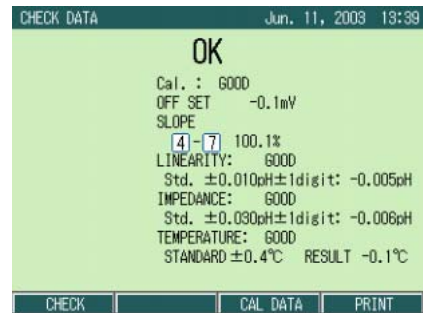 CHECK DATA Jun. 11, 2003 13:39
OK
Cal. : GOOD
OFF SET -0.1mV
SLOPE
4-7 100.1%
LINEARITY: GOOD
Std. ±0.010pH±1digit: -0.005pH
IMPEDANCE: GOOD
Std. ±0.030pH±1digit: -0.006pH
TEMPERATURE: GOOD
STANDARD ±0.4℃ RESULT -0.1℃
CHECK CAL DATA PRINT